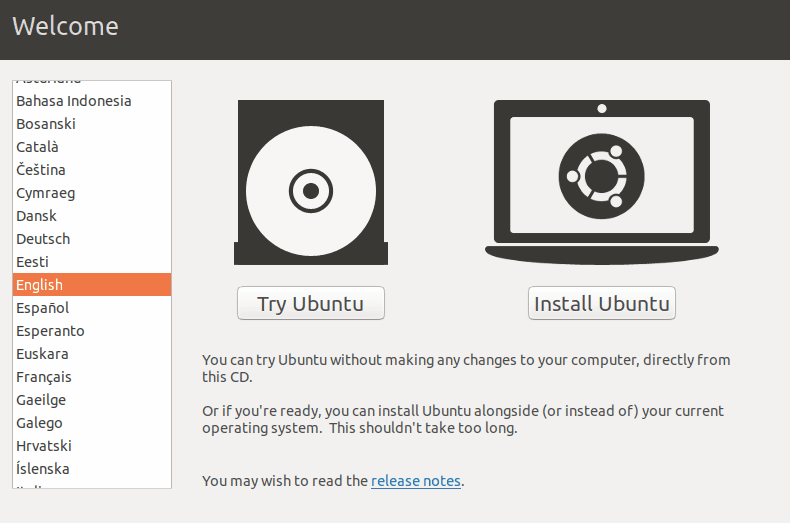 Welcome
Bahasa Indonesia
Bosanski
Català
Čeština
Cymraeg
Dansk
Deutsch
Eesti
English
Español
Esperanto
Euskara
Français
Gaeilge
Galego
Hrvatski
Íslenska
Try Ubuntu
Install Ubuntu
You can try Ubuntu without making any changes to your computer, directly from
this CD.
Or if you're ready, you can install Ubuntu alongside (or instead of) your current
operating system. This shouldn't take too long.
You may wish to read the release notes.